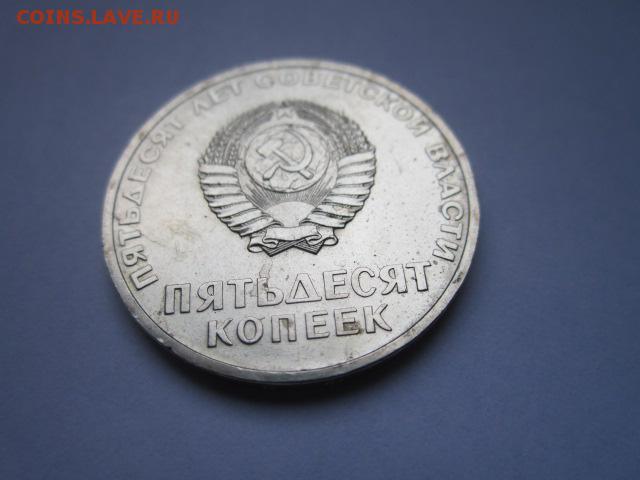 COINS.LAVE.RU
ПЯТЬДЕСЯТ ЛЕТ СОВЕТСКОЙ ВЛАСТИ
ПЯТЬДЕСЯТ
КОПЕЕК